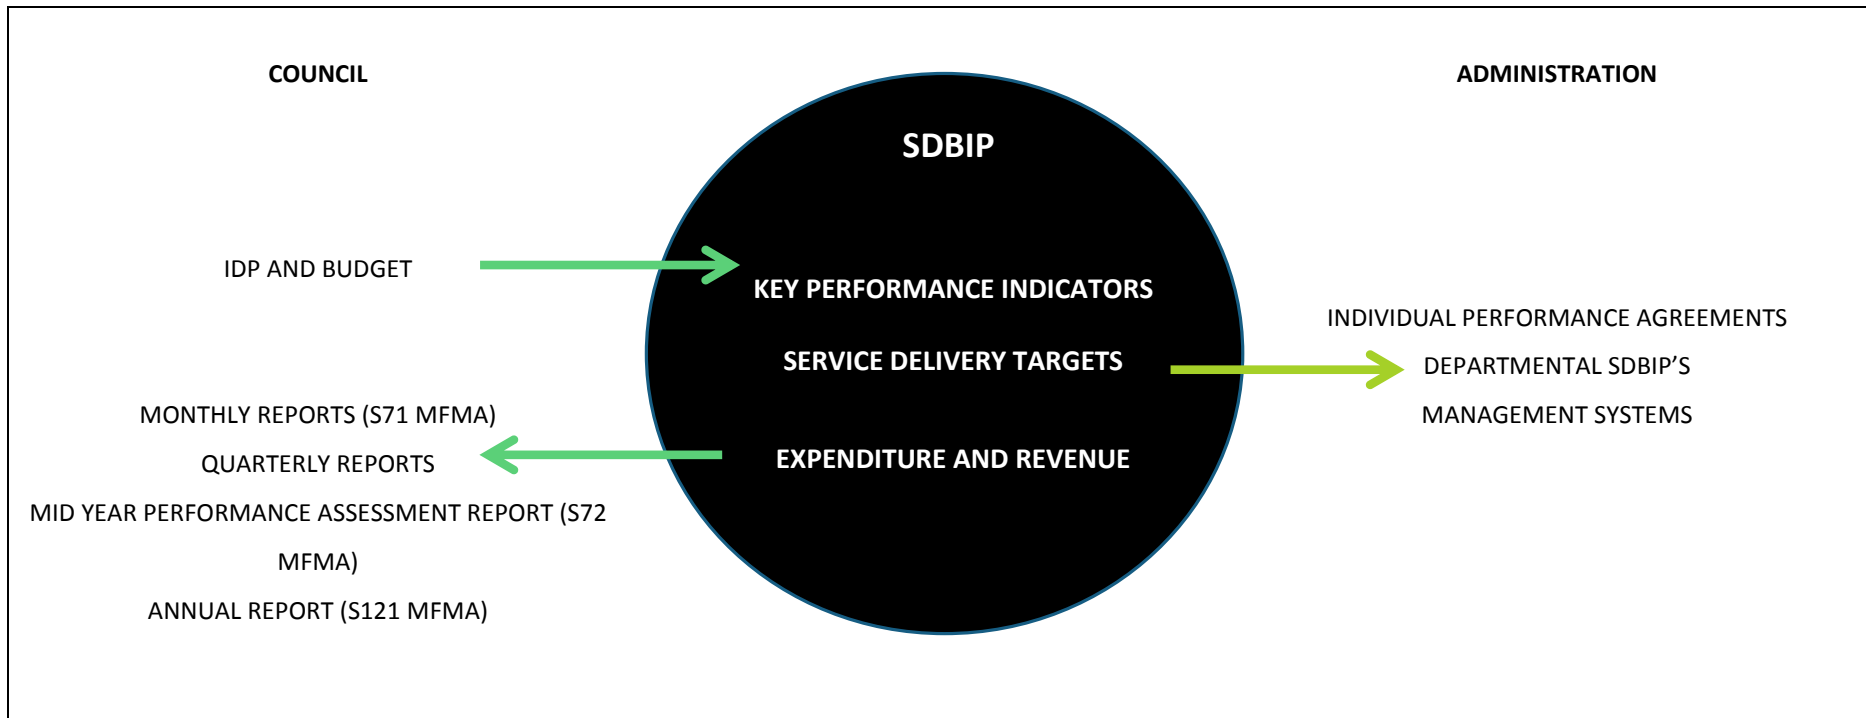 COUNCIL
ADMINISTRATION
SDBIP
IDP AND BUDGET
KEY PERFORMANCE INDICATORS
SERVICE DELIVERY TARGETS
EXPENDITURE AND REVENUE
INDIVIDUAL PERFORMANCE AGREEMENTS
DEPARTMENTAL SDBIP’S
MANAGEMENT SYSTEMS
MONTHLY REPORTS (S71 MFMA)
QUARTERLY REPORTS
MID YEAR PERFORMANCE ASSESSMENT REPORT (S72
MFMA)
ANNUAL REPORT (S121 MFMA)